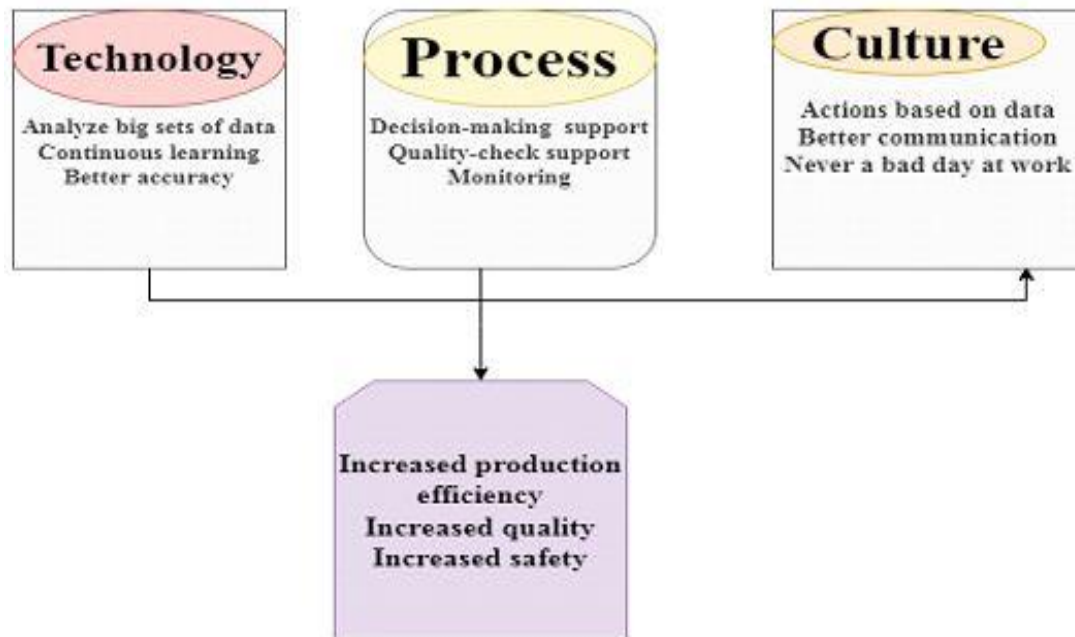 Technology
Analyze big sets of data
Continuous learning
Better accuracy
Process
Decision-making support
Quality-check support
Monitoring
Culture
Actions based on data
Better communication
Never a bad day at work
Increased production
efficiency
Increased quality
Increased safety